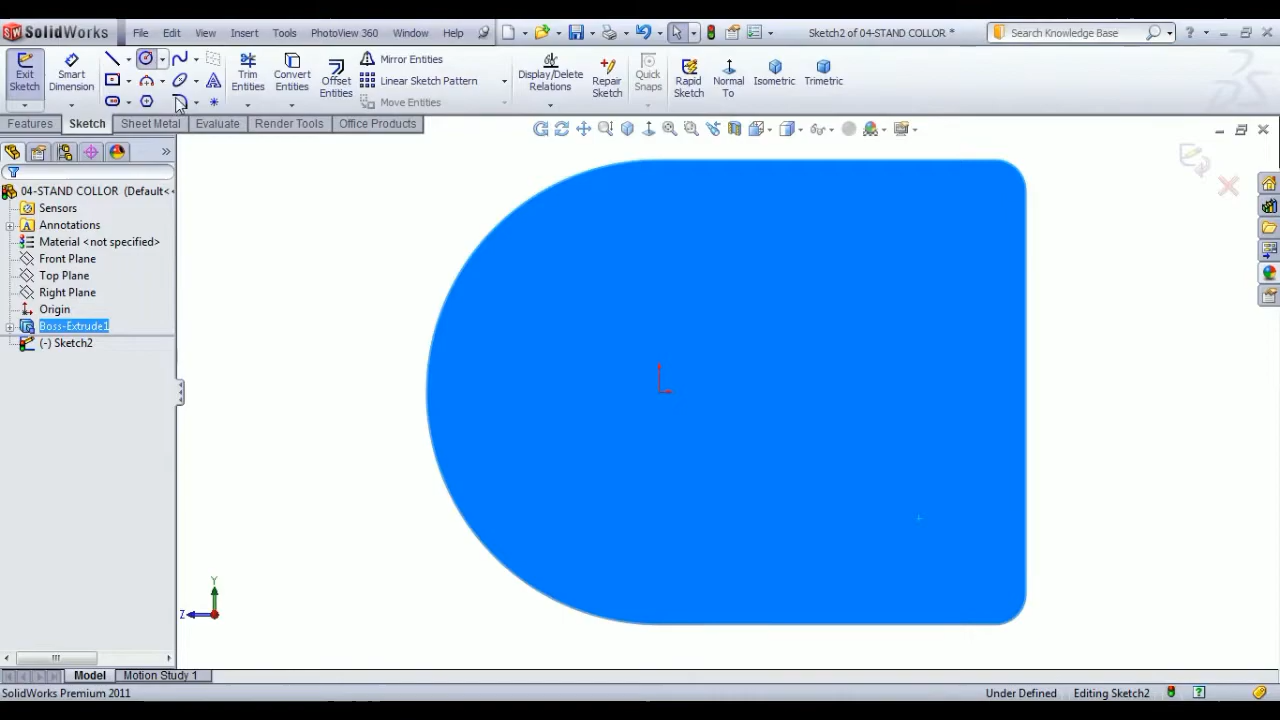 SolidWorks File Edit View Insert Tools PhotoView 360 Window Help Sketch2 of 04-STAND COLLOR * Search Knowledge Base
Exit Sketch Smart Dimension Trim Entities Convert Entities Offset Entities Mirror Entities Linear Sketch Pattern Move Entities Display/Delete Relations Repair Sketch Quick Snaps Rapid Sketch Normal To Isometric Trimetric
Features Sketch Sheet Metal Evaluate Render Tools Office Products
04-STAND COLLOR (Default<
Sensors
Annotations
Material <not specified>
Front Plane
Top Plane
Right Plane
Origin
Boss-Extrude1
(-) Sketch2
Y
Z
Model Motion Study 1
SolidWorks Premium 2011 Under Defined Editing Sketch2